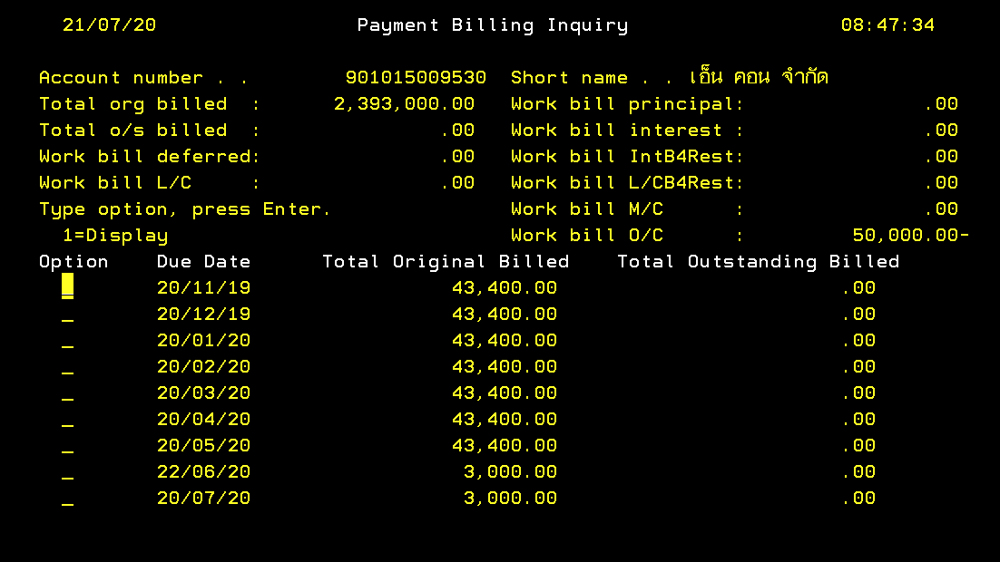 21/07/20 Payment Billing Inquiry 08:47:34
Account number . . 901015009530 Short name . . เอ็น คอน จำกัด
Total org billed : 2,393,000.00 Work bill principal: .00
Total o/s billed : .00 Work bill interest : .00
Work bill deferred: .00 Work bill IntB4Rest: .00
Work bill L/C : .00 Work bill L/CB4Rest: .00
Type option, press Enter. Work bill M/C : .00
1=Display Work bill O/C : 50,000.00-
Option Due Date Total Original Billed Total Outstanding Billed
_ 20/11/19 43,400.00 .00
_ 20/12/19 43,400.00 .00
_ 20/01/20 43,400.00 .00
_ 20/02/20 43,400.00 .00
_ 20/03/20 43,400.00 .00
_ 20/04/20 43,400.00 .00
_ 20/05/20 43,400.00 .00
_ 22/06/20 3,000.00 .00
_ 20/07/20 3,000.00 .00